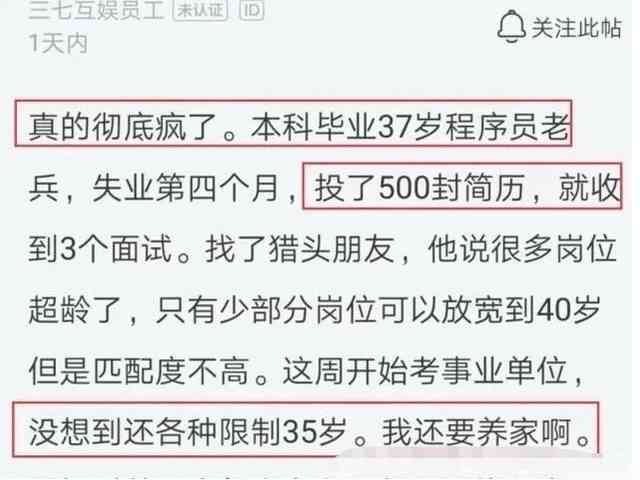 三七互娱员工 未认证 ID
1天内
关注此帖
真的彻底疯了。本科毕业37岁程序员老
兵，失业第四个月，投了500封简历，就收
到3个面试。找了猎头朋友，他说很多岗位
超龄了，只有少部分岗位可以放宽到40岁
但是匹配度不高。这周开始考事业单位，
没想到还各种限制35岁。我还要养家啊。